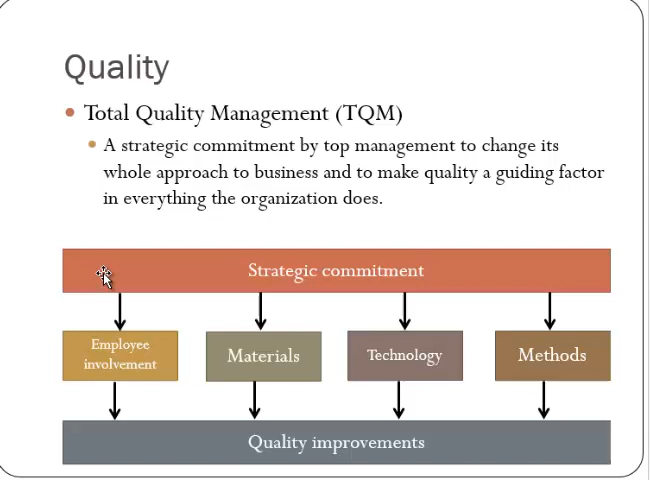 Quality
Total Quality Management (TQM)
A strategic commitment by top management to change its
whole approach to business and to make quality a guiding factor
in everything the organization does.
Strategic commitment
Employee
involvement
Materials
Technology
Methods
Quality improvements